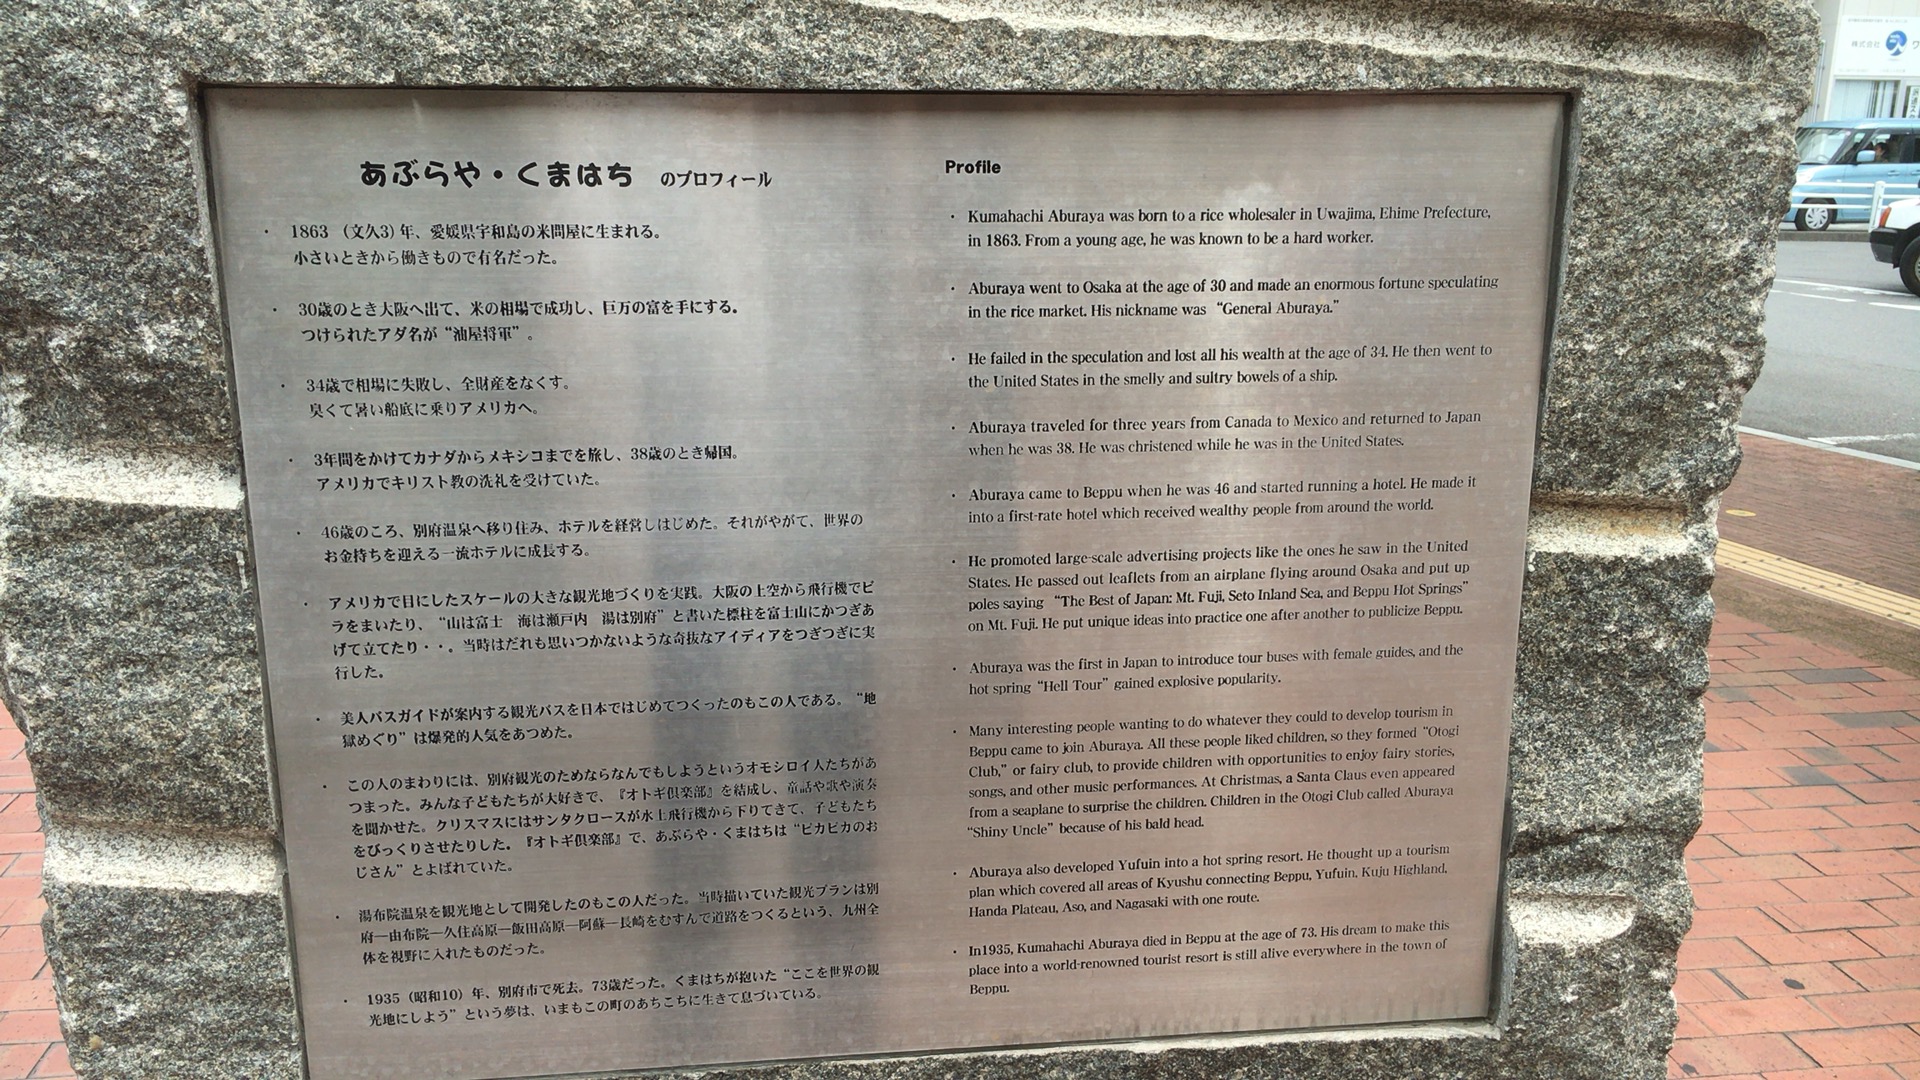 あぶらや・くまはち のプロフィール
・ 1863 （文久3）年、愛媛県宇和島の米問屋に生まれる。
小さいときから働きもので有名だった。
・ 30歳のとき大阪へ出て、米の相場で成功し、巨万の富を手にする。
つけられたアダ名が“油屋将軍”。
・ 34歳で相場に失敗し、全財産をなくす。
臭くて暑い船底に乗りアメリカへ。
・ 3年間をかけてカナダからメキシコまでを旅し、38歳のとき帰国。
アメリカでキリスト教の洗礼を受けていた。
・ 46歳のころ、別府温泉へ移り住み、ホテルを経営しはじめた。それがやがて、世界の
お金持ちを迎える一流ホテルに成長する。
・ アメリカで目にしたスケールの大きな観光地づくりを実践。大阪の上空から飛行機でビ
ラをまいたり、“山は富士　海は瀬戸内　湯は別府”と書いた標柱を富士山にかつぎあ
げて立てたり・・。当時はだれも思いつかないような奇抜なアイディアをつぎつぎに実
行した。
・ 美人バスガイドが案内する観光バスを日本ではじめてつくったのもこの人である。“地
獄めぐり”は爆発的人気をあつめた。
・ この人のまわりには、別府観光のためならなんでもしようというオモシロイ人たちがあ
つまった。みんな子どもたちが大好きで、『オトギ倶楽部』を結成し、童話や歌や演奏
を聞かせた。クリスマスにはサンタクロースが水上飛行機から下りてきて、子どもたち
をびっくりさせたりした。『オトギ倶楽部』で、あぶらや・くまはちは“ピカピカのお
じさん”とよばれていた。
・ 湯布院温泉を観光地として開発したのもこの人だった。当時描いていた観光プランは別
府―由布院―久住高原―飯田高原―阿蘇―長崎をむすんで道路をつくるという、九州全
体を視野に入れたものだった。
・ 1935（昭和10）年、別府市で死去。73歳だった。くまはちが抱いた“ここを世界の観
光地にしよう”という夢は、いまもこの町のあちこちに生きて息づいている。
Profile
・ Kumahachi Aburaya was born to a rice wholesaler in Uwajima, Ehime Prefecture,
in 1863. From a young age, he was known to be a hard worker.
・ Aburaya went to Osaka at the age of 30 and made an enormous fortune speculating
in the rice market. His nickname was “General Aburaya.”
・ He failed in the speculation and lost all his wealth at the age of 34. He then went to
the United States in the smelly and sultry bowels of a ship.
・ Aburaya traveled for three years from Canada to Mexico and returned to Japan
when he was 38. He was christened while he was in the United States.
・ Aburaya came to Beppu when he was 46 and started running a hotel. He made it
into a first-rate hotel which received wealthy people from around the world.
・ He promoted large-scale advertising projects like the ones he saw in the United
States. He passed out leaflets from an airplane flying around Osaka and put up
poles saying “The Best of Japan: Mt. Fuji, Seto Inland Sea, and Beppu Hot Springs”
on Mt. Fuji. He put unique ideas into practice one after another to publicize Beppu.
・ Aburaya was the first in Japan to introduce tour buses with female guides, and the
hot spring “Hell Tour” gained explosive popularity.
・ Many interesting people wanting to do whatever they could to develop tourism in
Beppu came to join Aburaya. All these people liked children, so they formed “Otogi
Club,” or fairy club, to provide children with opportunities to enjoy fairy stories,
songs, and other music performances. At Christmas, a Santa Claus even appeared
from a seaplane to surprise the children. Children in the Otogi Club called Aburaya
“Shiny Uncle” because of his bald head.
・ Aburaya also developed Yufuin into a hot spring resort. He thought up a tourism
plan which covered all areas of Kyushu connecting Beppu, Yufuin, Kuju Highland,
Handa Plateau, Aso, and Nagasaki with one route.
・ In1935, Kumahachi Aburaya died in Beppu at the age of 73. His dream to make this
place into a world-renowned tourist resort is still alive everywhere in the town of
Beppu.
株式会社